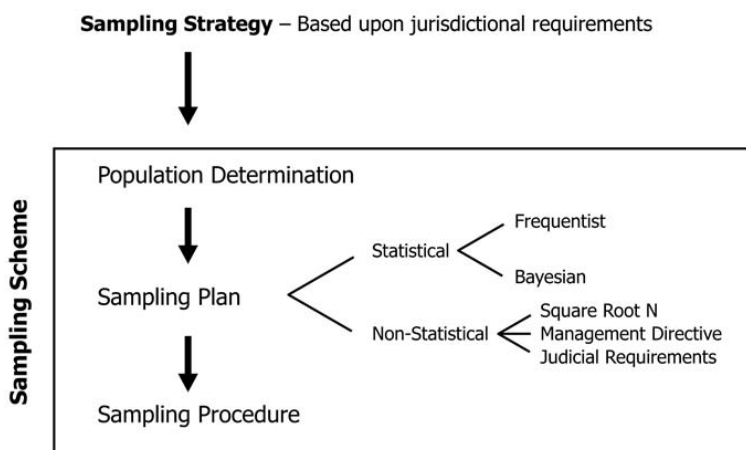 Sampling Strategy – Based upon jurisdictional requirements
Sampling Scheme
Population Determination
Sampling Plan
Statistical
Frequentist
Bayesian
Non-Statistical
Square Root N
Management Directive
Judicial Requirements
Sampling Procedure